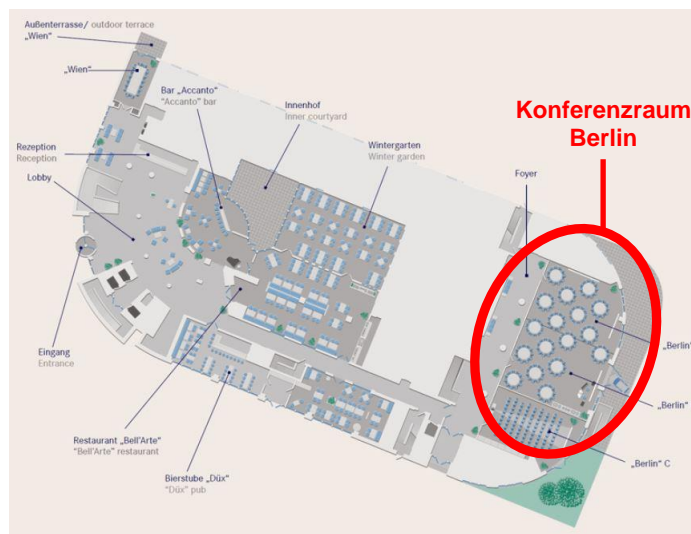 Außenterrasse/ outdoor terrace
„Wien“
„Wien“
Bar „Accanto“
“Accanto” bar
Innenhof
Inner courtyard
Konferenzraum
Berlin
Rezeption
Reception
Wintergarten
Winter garden
Lobby
Foyer
Eingang
Entrance
„Berlin“
„Berlin“
Restaurant „Bell'Arte“
“Bell'Arte” restaurant
„Berlin“ C
Bierstube „Düx“
“Düx” pub